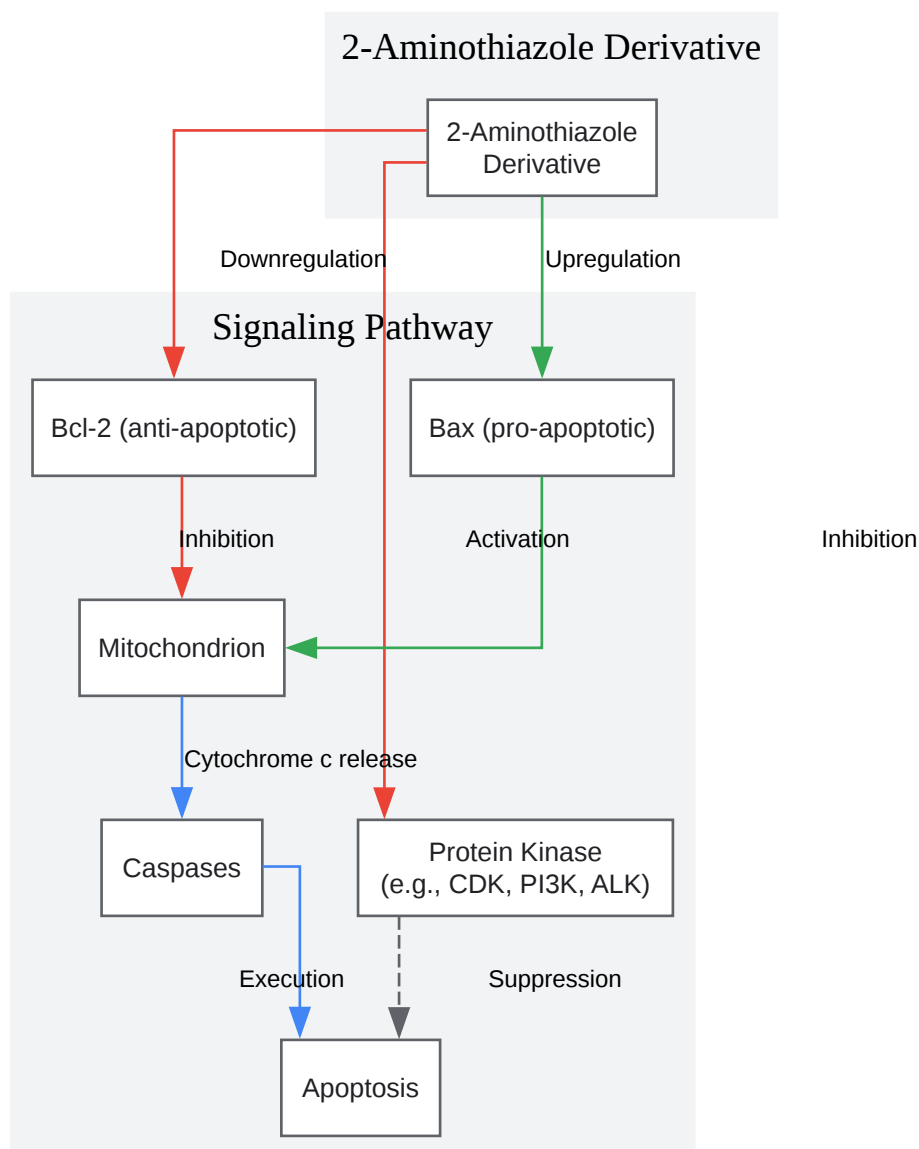 2-Aminothiazole Derivative
2-Aminothiazole
Derivative
Downregulation
Upregulation
Signaling Pathway
Bcl-2 (anti-apoptotic)
Bax (pro-apoptotic)
Inhibition
Activation
Inhibition
Mitochondrion
Cytochrome c release
Caspases
Protein Kinase
(e.g., CDK, PI3K, ALK)
Execution
Suppression
Apoptosis